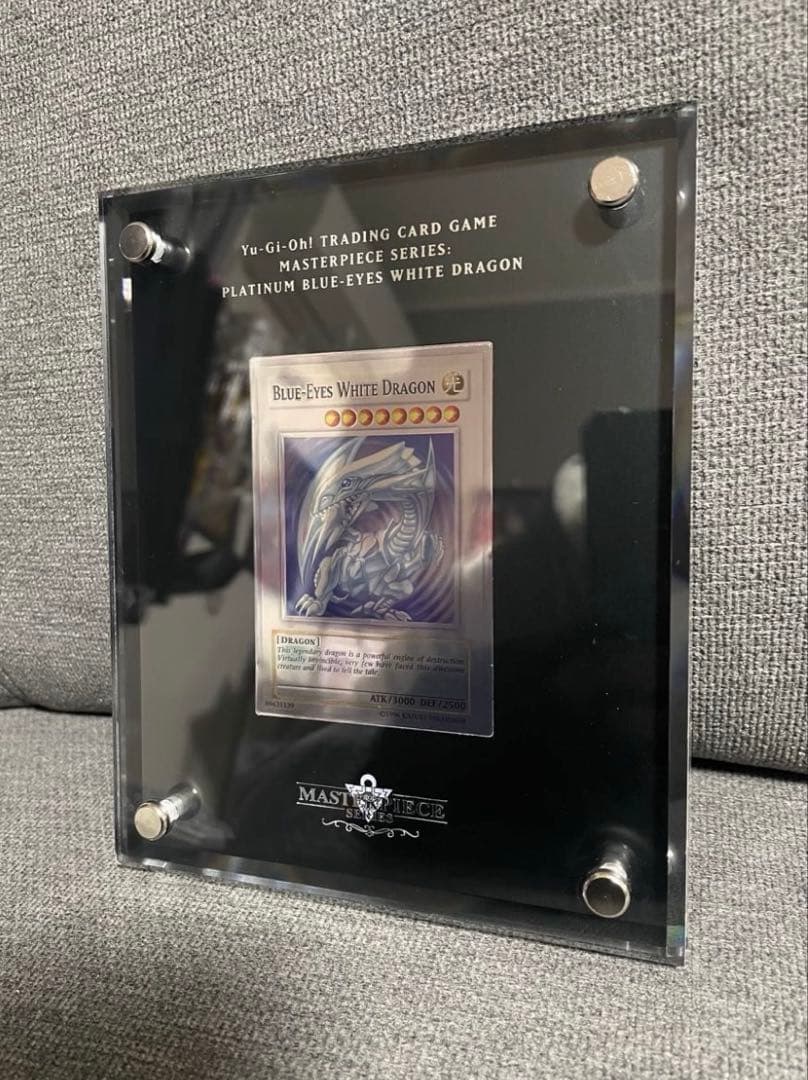 Yu-Gi-Oh! TRADING CARD GAME
MASTERPIECE SERIES:
PLATINUM BLUE-EYES WHITE DRAGON
BLUE-EYES WHITE DRAGON
光
[DRAGON]
This legendary dragon is a powerful engine of destruction.
Virtually invincible, very few have faced this awesome
creature and lived to tell the tale.
ATK/3000 DEF/2500
©1996
MASTERPIECE
SERIES